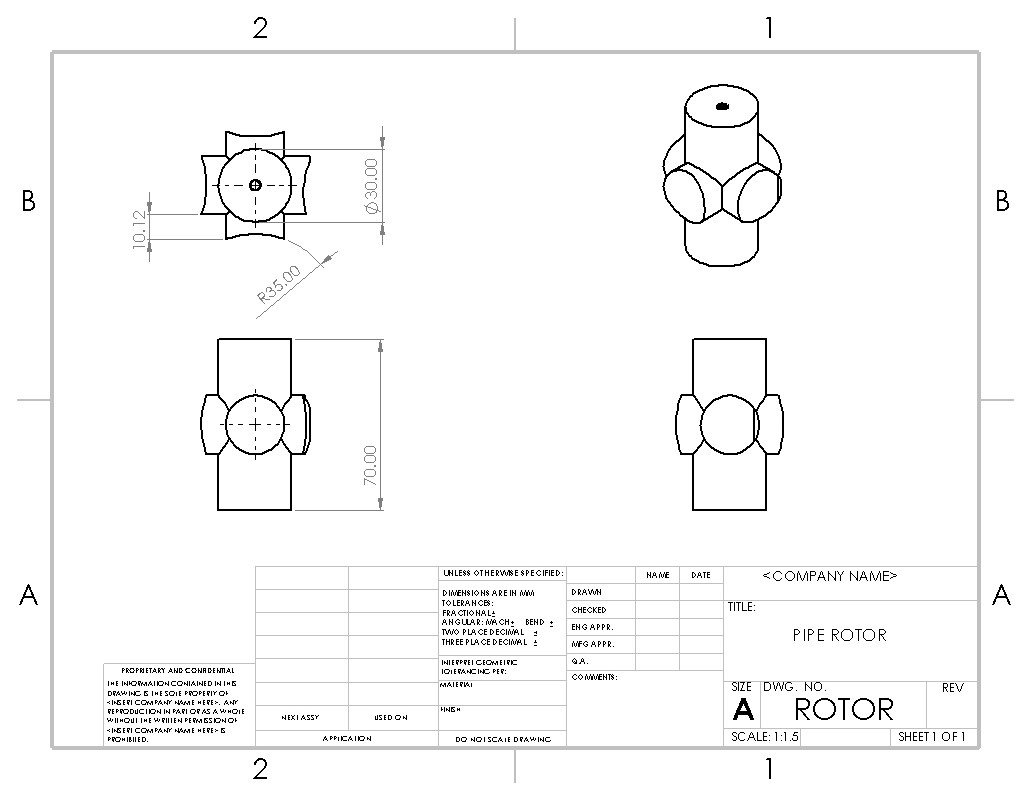 2
1
B
B
Ø30.00
10.12
R35.00
70.00
A
A
UNLESS OTHERWISE SPECIFIED:
NAME
DATE
<COMPANY NAME>
DIMENSIONS ARE IN MM
TOLERANCES:
FRACTIONAL±
ANGULAR: MACH± BEND ±
TWO PLACE DECIMAL ±
THREE PLACE DECIMAL ±
DRAWN
CHECKED
ENG APPR.
MFG APPR.
TITLE:
PIPE ROTOR
INTERPRET GEOMETRIC
TOLERANCING PER:
Q.A.
COMMENTS:
MATERIAL
FINISH
PROPRIETARY AND CONFIDENTIAL
THE INFORMATION CONTAINED IN THIS
DRAWING IS THE SOLE PROPERTY OF
<INSERT COMPANY NAME HERE>. ANY
REPRODUCTION IN PART OR AS A WHOLE
WITHOUT THE WRITTEN PERMISSION OF
<INSERT COMPANY NAME HERE> IS
PROHIBITED.
NEXT ASSY
USED ON
APPLICATION
DO NOT SCALE DRAWING
SIZE
A
DWG. NO.
ROTOR
REV
SCALE: 1:1.5
SHEET 1 OF 1
2
1